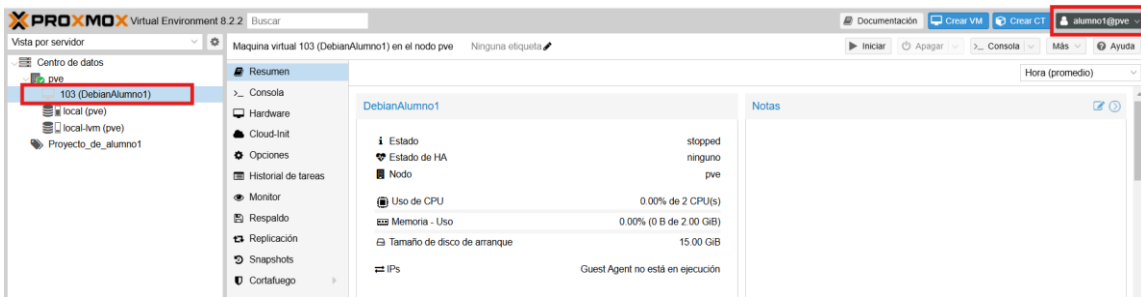 PROXMOX Virtual Environment 8.2.2 Buscar Documentación Crear VM Crear CT alumno1@pve
Vista por servidor
Maquina virtual 103 (DebianAlumno1) en el nodo pve Ninguna etiqueta Iniciar Apagar Consola Más Ayuda
Centro de datos
pve
103 (DebianAlumno1)
local (pve)
local-lvm (pve)
Proyecto_de_alumno1
Resumen
Consola
Hardware
Cloud-Init
Opciones
Historial de tareas
Monitor
Respaldo
Replicación
Snapshots
Cortafuego
Hora (promedio)
DebianAlumno1
Estado stopped
Estado de HA ninguno
Nodo pve
Uso de CPU 0.00% de 2 CPU(s)
Memoria - Uso 0.00% (0 B de 2.00 GiB)
Tamaño de disco de arranque 15.00 GiB
IPs Guest Agent no está en ejecución
Notas